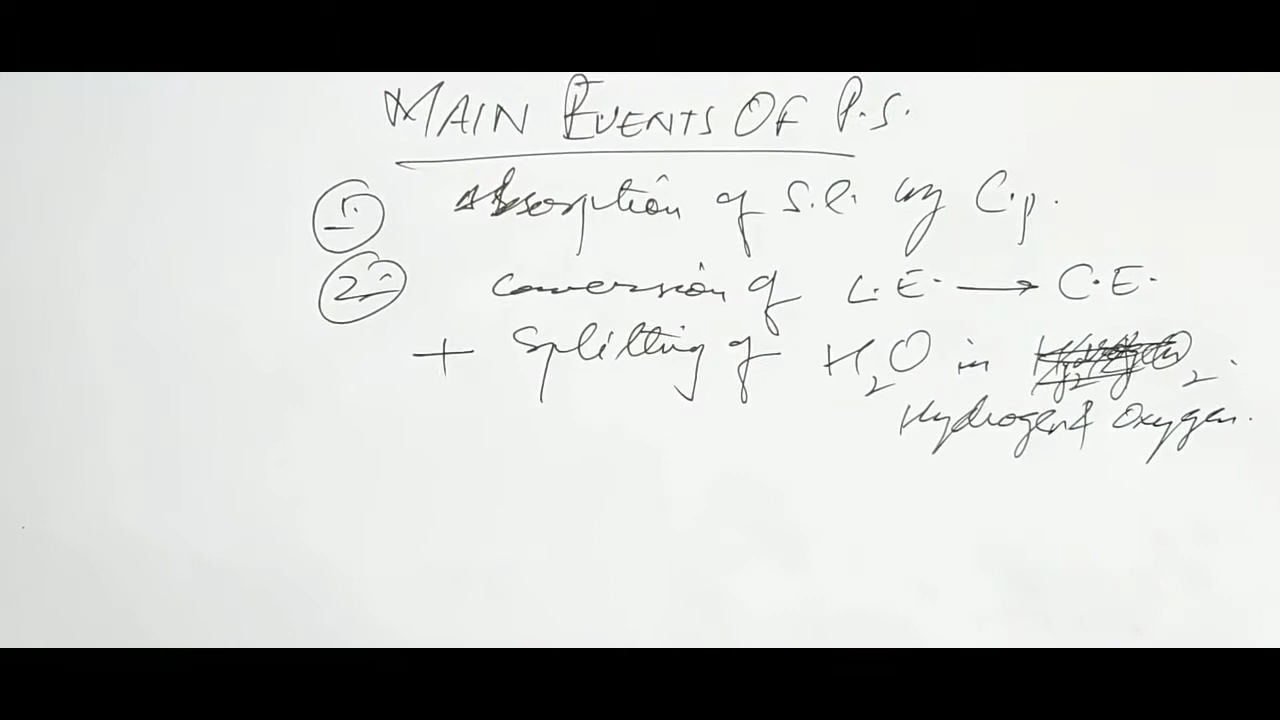 MAIN EVENTS OF P.S.
1. Absorption of S.l. by C.p.
2. Conversion of L.E. → C.E.
+ Splitting of H₂O in
Hydrogen & Oxygen.